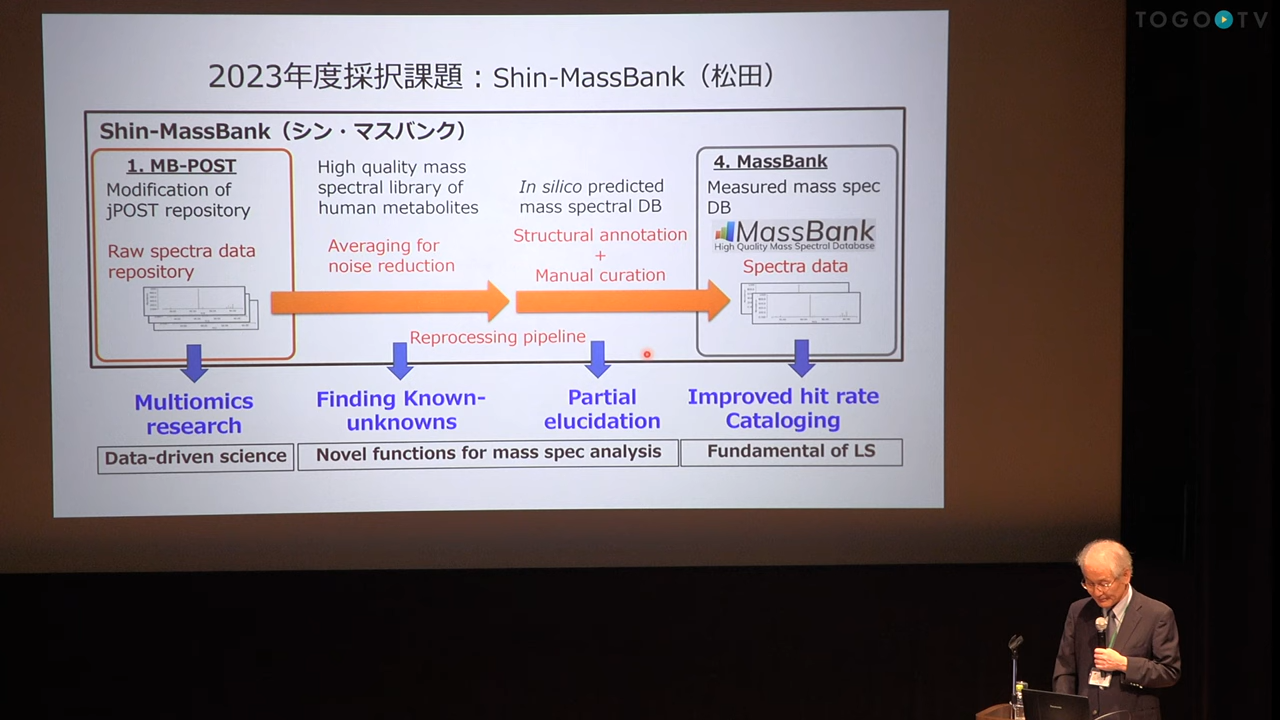 TOGOTV
2023年度採択課題：Shin-MassBank（松田）
Shin-MassBank（シン・マスバンク）
1. MB-POST
Modification of
jPOST repository
Raw spectra data
repository
High quality mass
spectral library of
human metabolites
Averaging for
noise reduction
In silico predicted
mass spectral DB
Structural annotation
+
Manual curation
4. MassBank
Measured mass spec
DB
MassBank
High Quality Mass Spectral Database
Spectra data
Reprocessing pipeline
Multiomics
research
Finding Known-
unknowns
Partial
elucidation
Improved hit rate
Cataloging
Data-driven science
Novel functions for mass spec analysis
Fundamental of LS